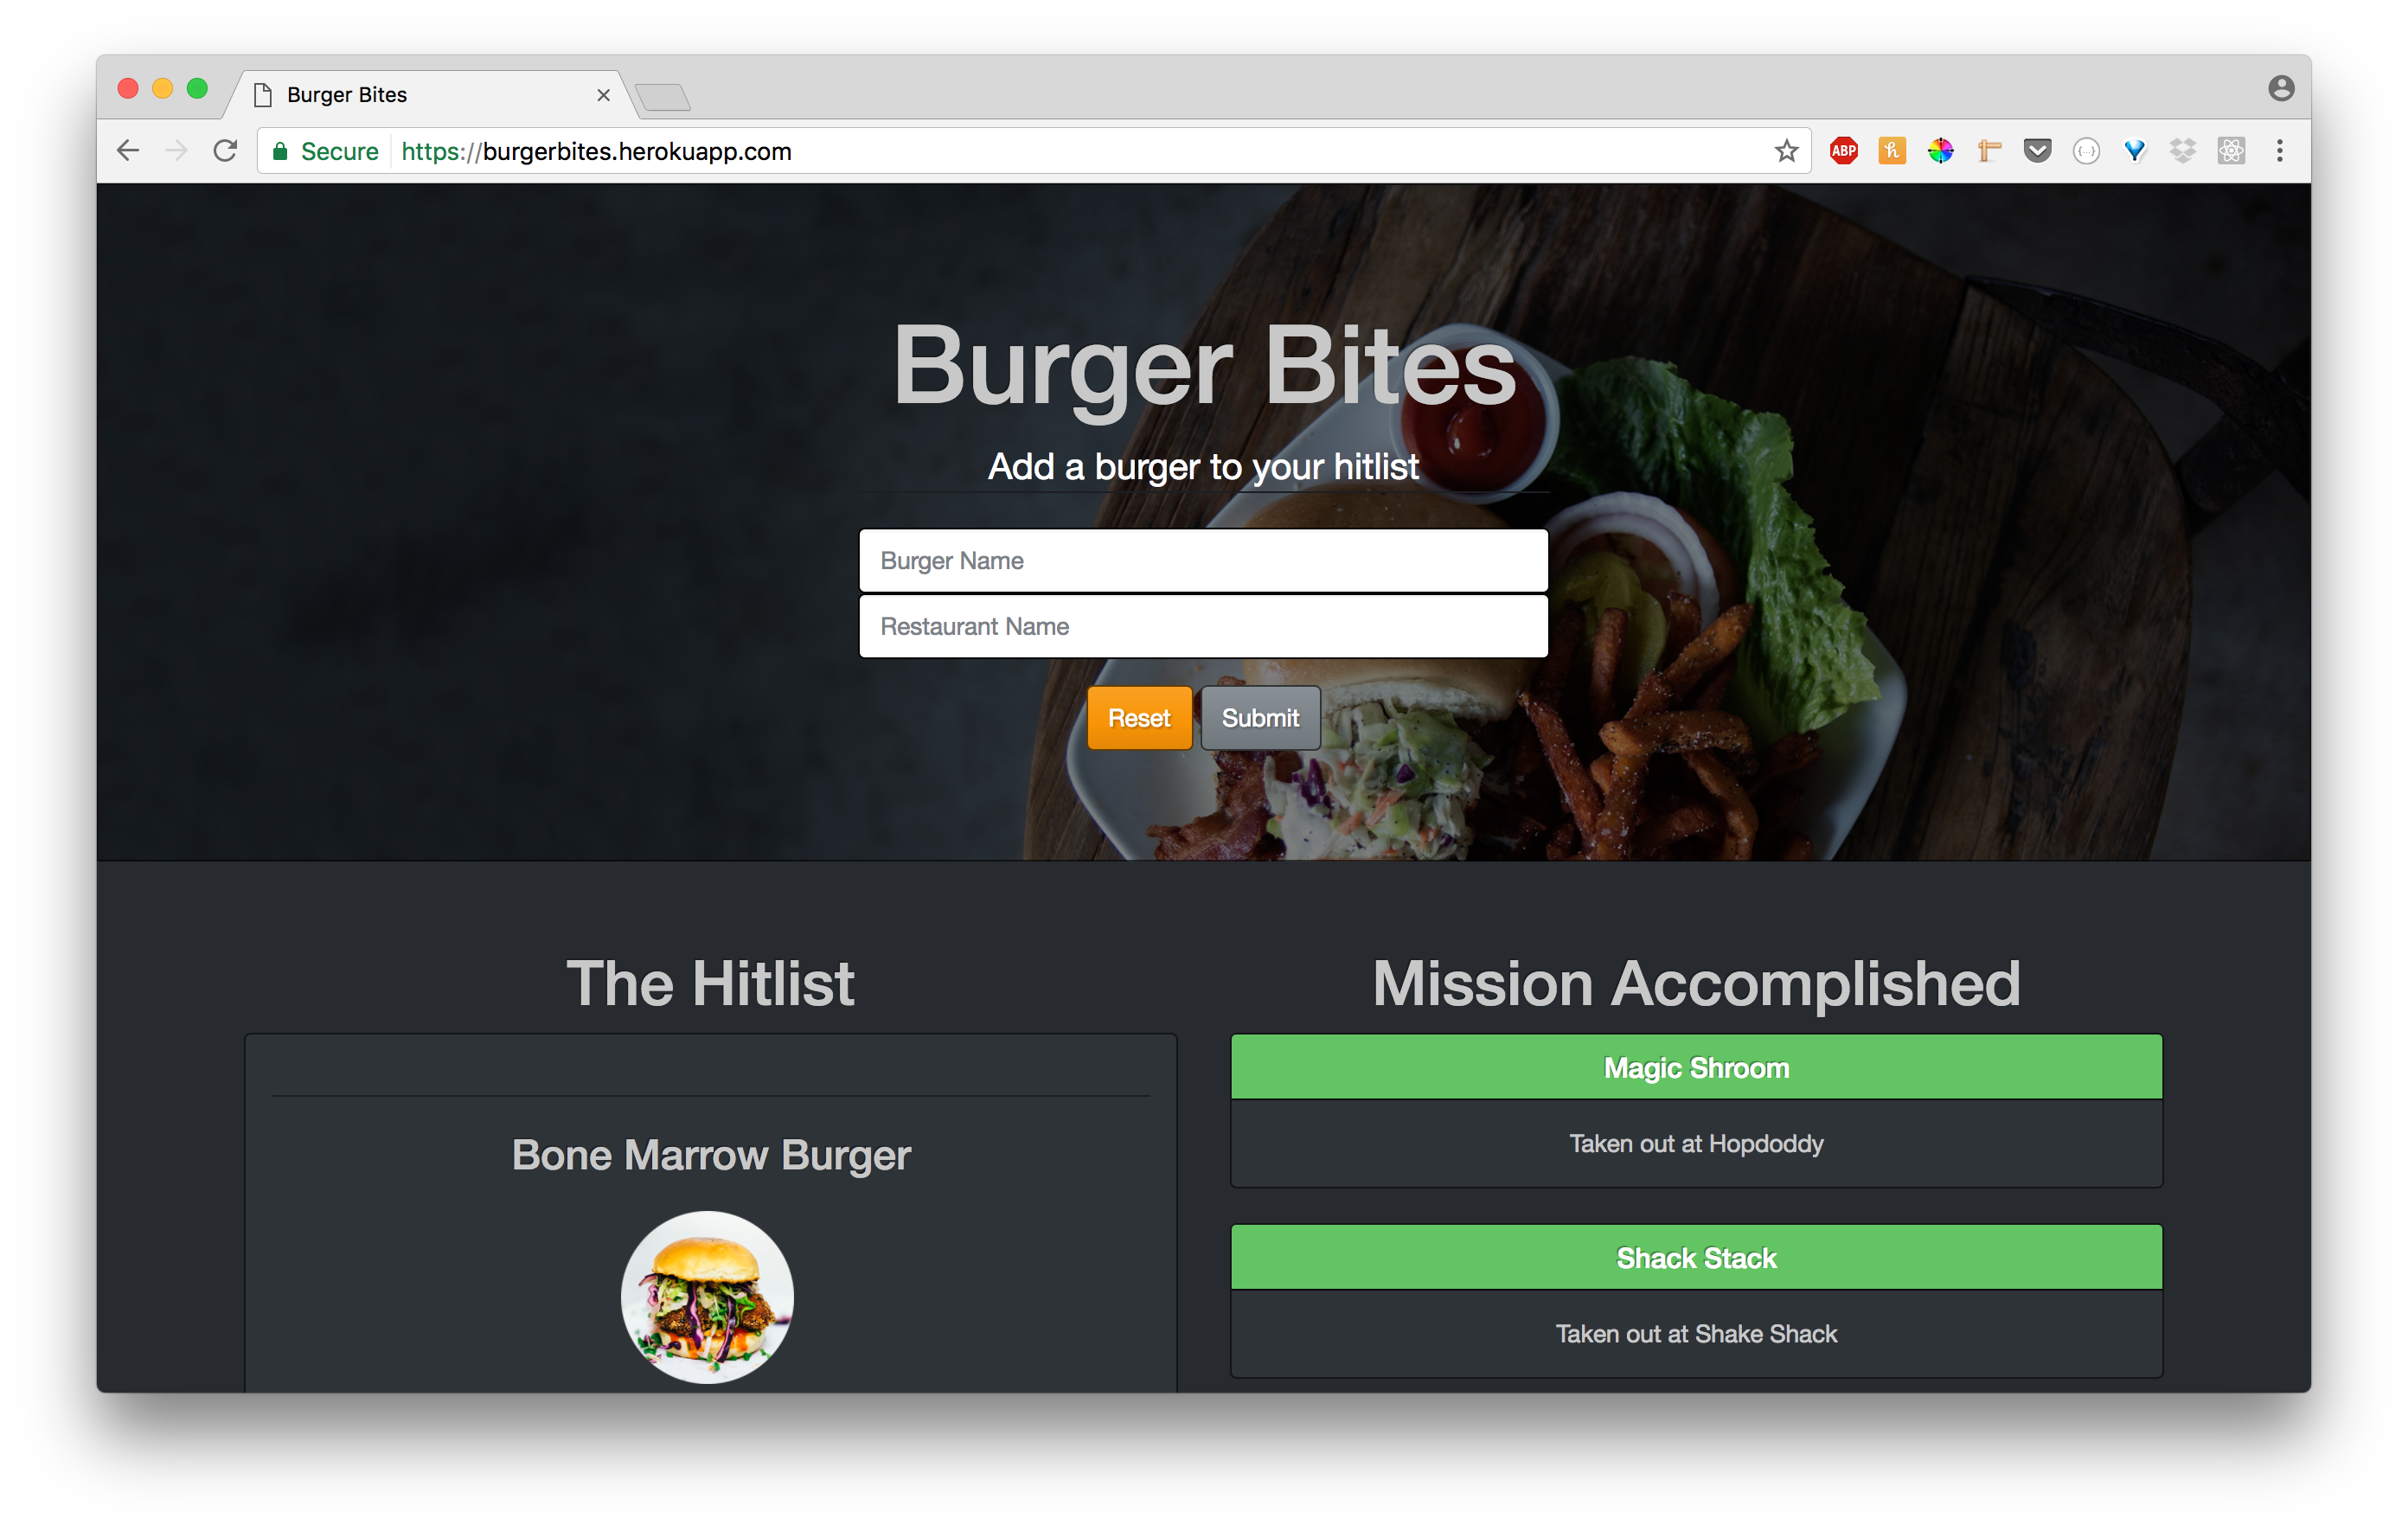 Burger Bites
Secure https://burgerbites.herokuapp.com
ABP
Burger Bites
Add a burger to your hitlist
Burger Name
Restaurant Name
Reset Submit
The Hitlist
Bone Marrow Burger
Mission Accomplished
Magic Shroom
Taken out at Hopdoddy
Shack Stack
Taken out at Shake Shack